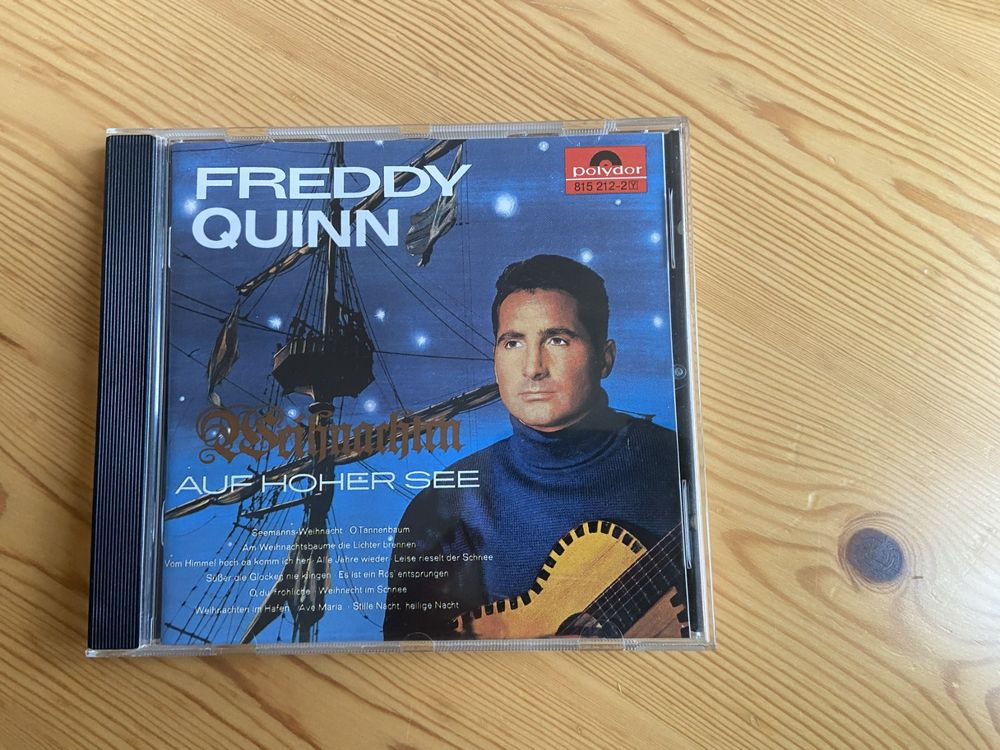 FREDDY
QUINN
polydor
815 212-2 Y
Weihnachten
AUF HOHER SEE
Seemanns-Weihnacht · O Tannenbaum
Am Weihnachtsbaume die Lichter brennen
Vom Himmel hoch da komm ich her · Alle Jahre wieder · Leise rieselt der Schnee
Süßer die Glocken nie klingen · Es ist ein Ros' entsprungen
O, du fröhliche · Weihnacht im Schnee
Weihnachten im Hafen · Ave Maria · Stille Nacht, heilige Nacht